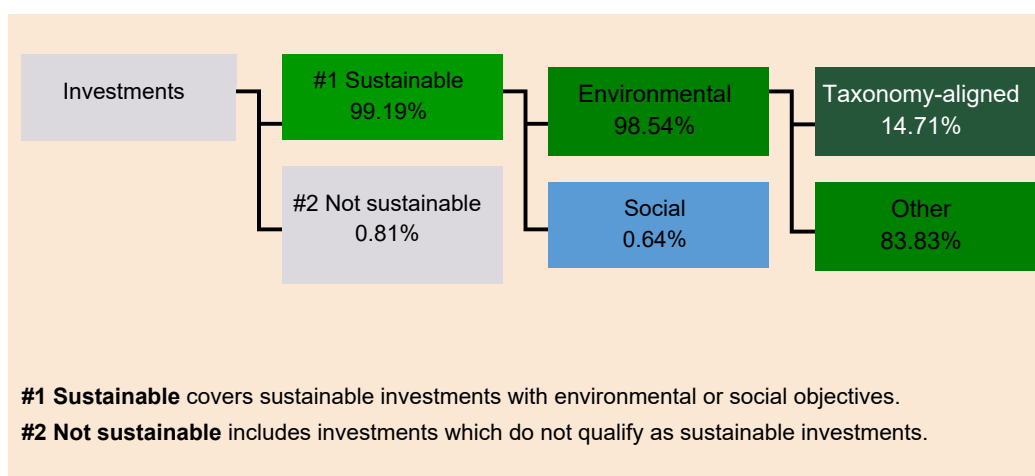 Investments
#1 Sustainable
99.19%
#2 Not sustainable
0.81%
Environmental
98.54%
Social
0.64%
Taxonomy-aligned
14.71%
Other
83.83%
#1 Sustainable covers sustainable investments with environmental or social objectives.
#2 Not sustainable includes investments which do not qualify as sustainable investments.